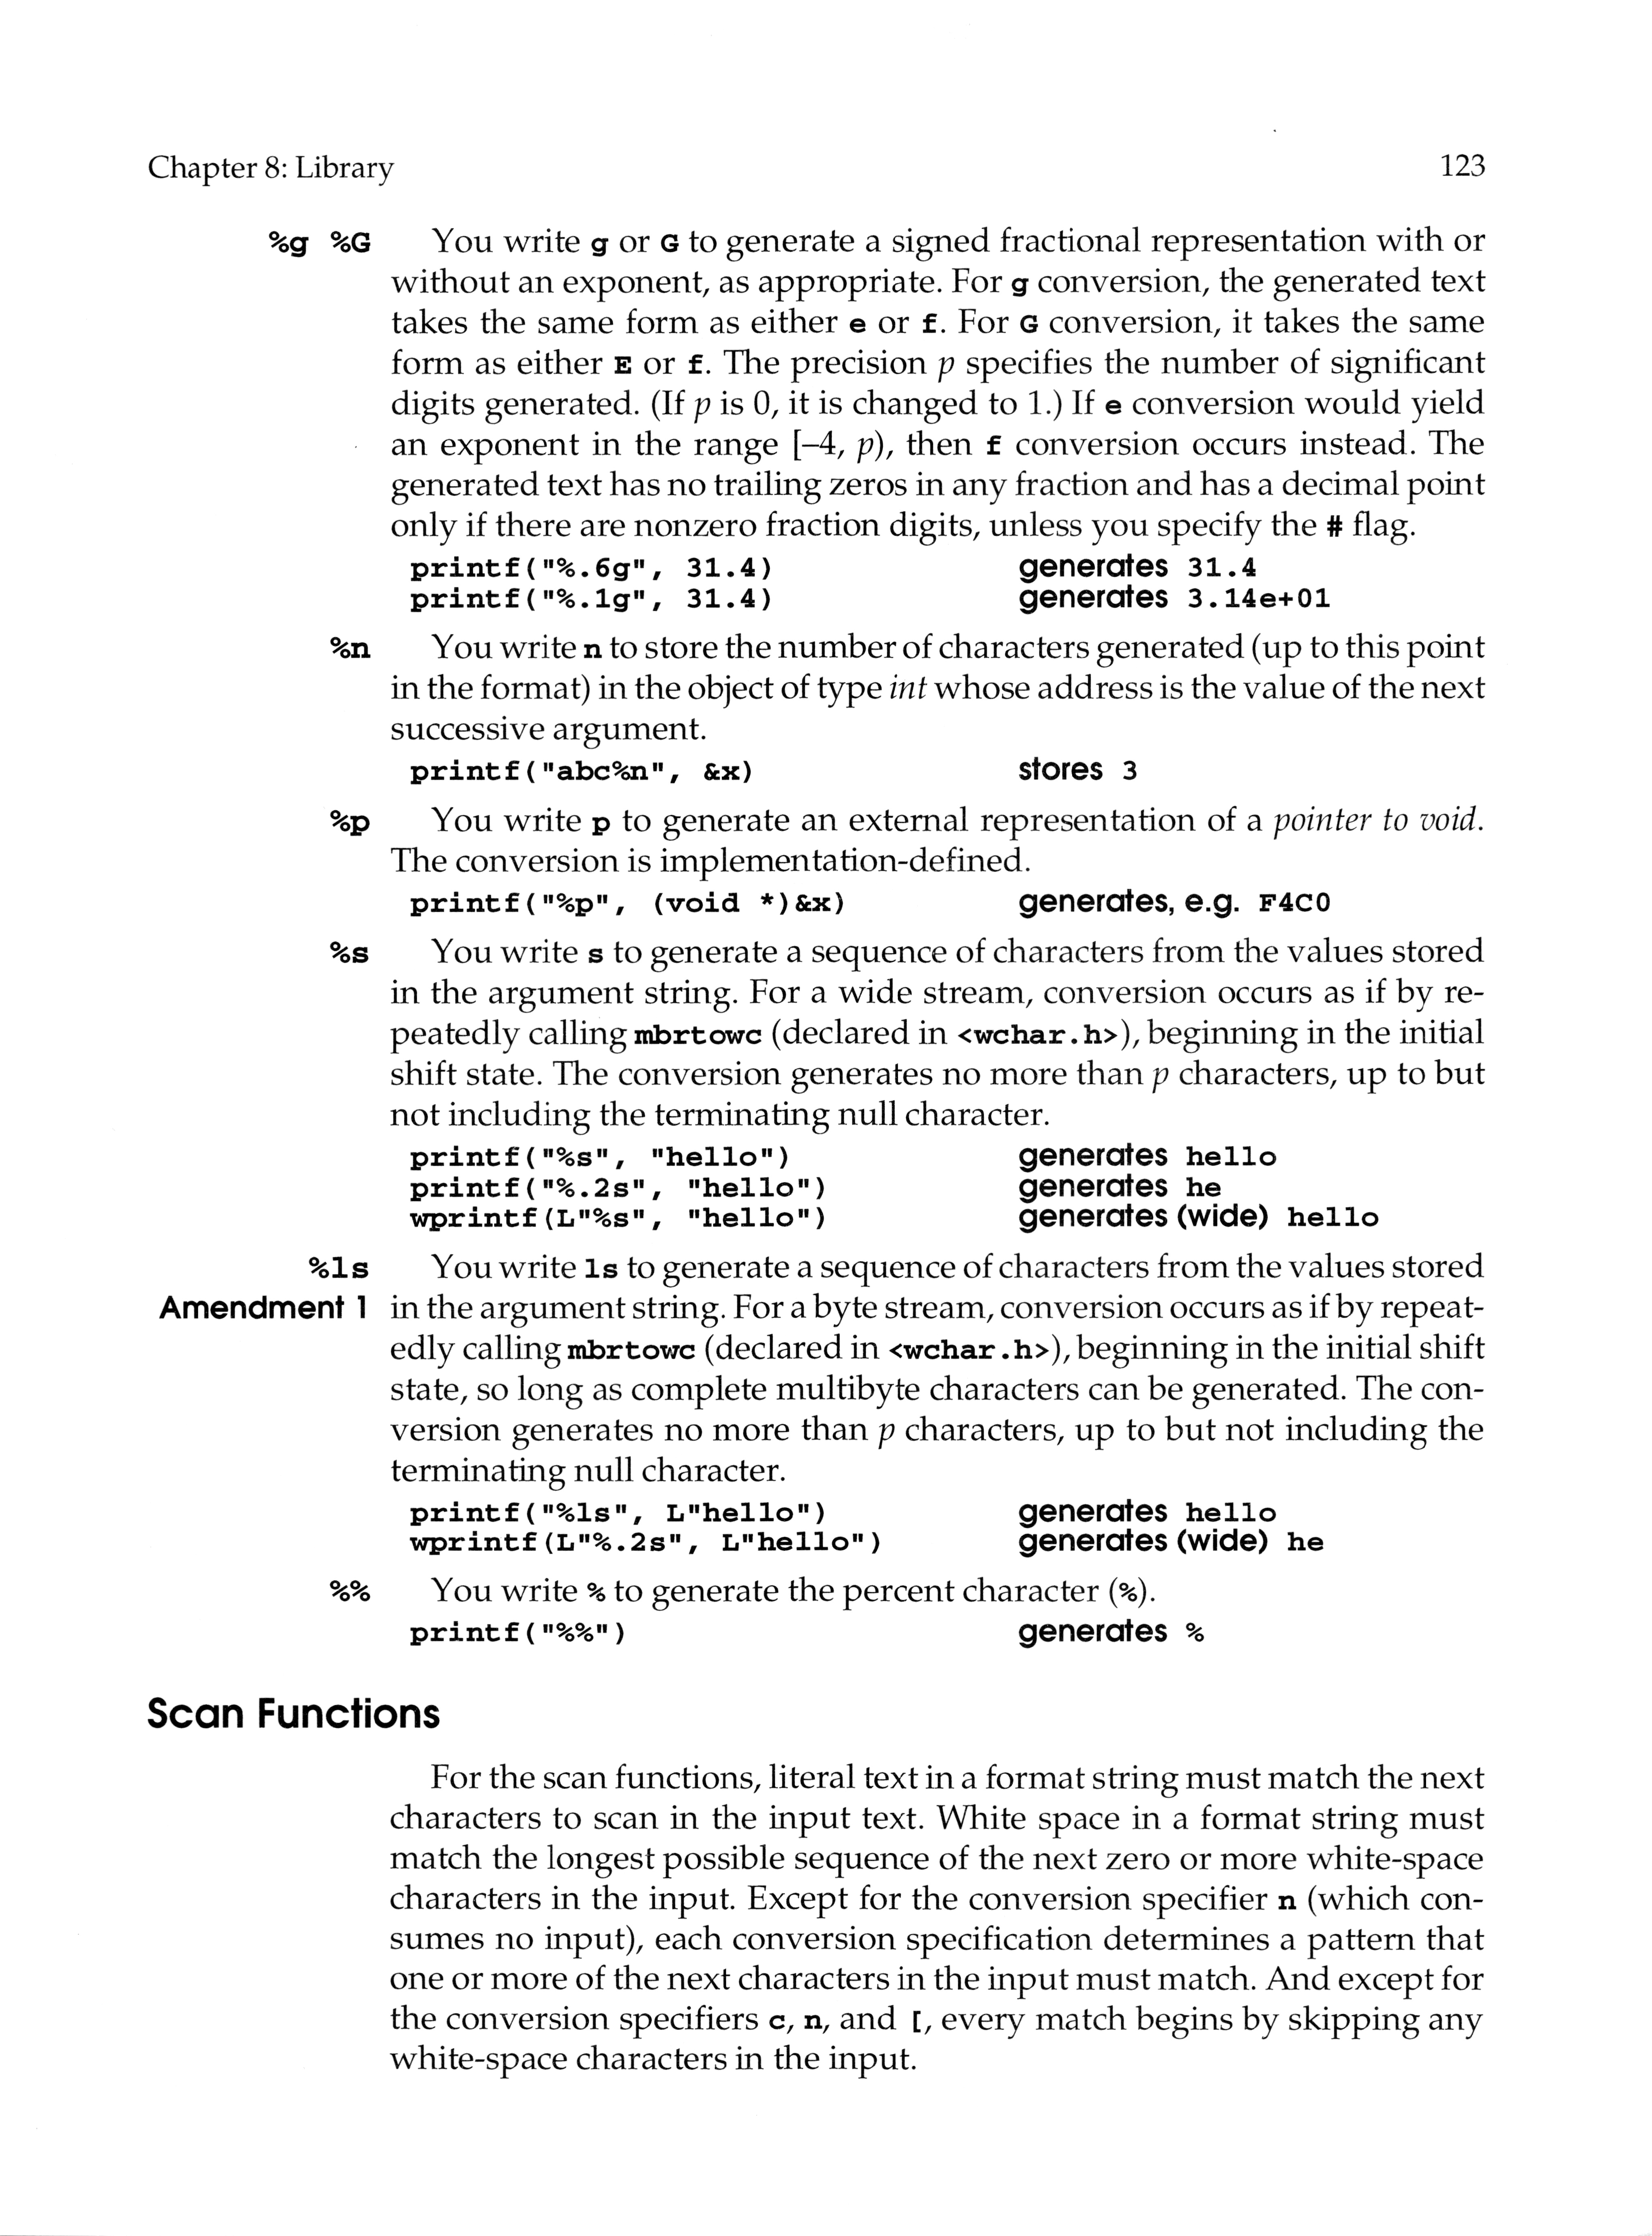 Chapter 8: Library 123
%g %G You write g or G to generate a signed fractional representation with or
without an exponent, as appropriate. For g conversion, the generated text
takes the same form as either e or f. For G conversion, it takes the same
form as either E or f. The precision p specifies the number of significant
digits generated. (If p is 0, it is changed to 1.) If e conversion would yield
an exponent in the range [–4, p), then f conversion occurs instead. The
generated text has no trailing zeros in any fraction and has a decimal point
only if there are nonzero fraction digits, unless you specify the # flag.
printf("%.6g", 31.4) generates 31.4
printf("%.1g", 31.4) generates 3.14e+01
%n You write n to store the number of characters generated (up to this point
in the format) in the object of type int whose address is the value of the next
successive argument.
printf("abc%n", &x) stores 3
%p You write p to generate an external representation of a pointer to void.
The conversion is implementation-defined.
printf("%p", (void *)&x) generates, e.g. F4C0
%s You write s to generate a sequence of characters from the values stored
in the argument string. For a wide stream, conversion occurs as if by re-
peatedly calling mbrtowc (declared in <wchar.h>), beginning in the initial
shift state. The conversion generates no more than p characters, up to but
not including the terminating null character.
printf("%s", "hello") generates hello
printf("%.2s", "hello") generates he
wprintf(L"%s", "hello") generates (wide) hello
%ls You write ls to generate a sequence of characters from the values stored
Amendment 1 in the argument string. For a byte stream, conversion occurs as if by repeat-
edly calling mbrtowc (declared in <wchar.h>), beginning in the initial shift
state, so long as complete multibyte characters can be generated. The con-
version generates no more than p characters, up to but not including the
terminating null character.
printf("%ls", L"hello") generates hello
wprintf(L"%.2s", L"hello") generates (wide) he
%% You write % to generate the percent character (%).
printf("%%") generates %
Scan Functions
For the scan functions, literal text in a format string must match the next
characters to scan in the input text. White space in a format string must
match the longest possible sequence of the next zero or more white-space
characters in the input. Except for the conversion specifier n (which con-
sumes no input), each conversion specification determines a pattern that
one or more of the next characters in the input must match. And except for
the conversion specifiers c, n, and [, every match begins by skipping any
white-space characters in the input.